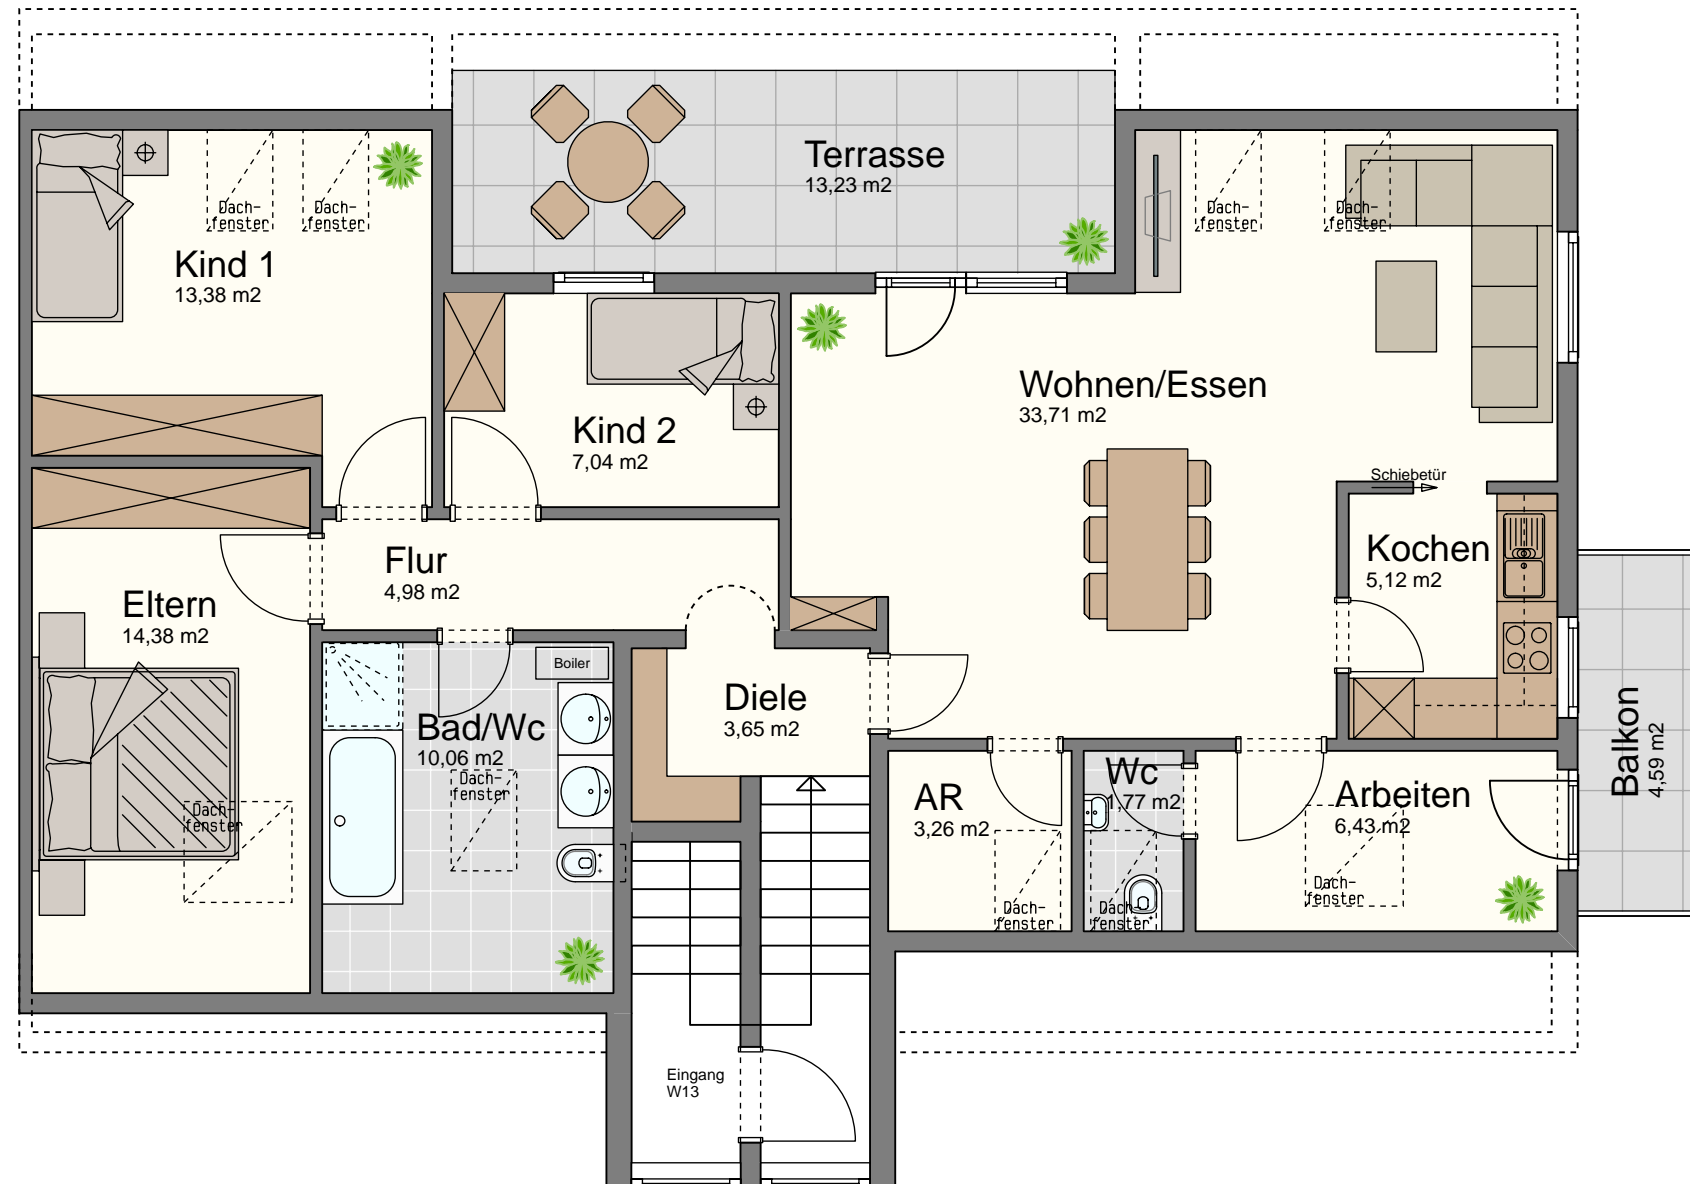 Terrasse
13,23 m2
Dach-
fenster
Dach-
fenster
Dach-
fenster
Dach-
fenster
Kind 1
13,38 m2
Wohnen/Essen
33,71 m2
Kind 2
7,04 m2
Schiebetür
Kochen
5,12 m2
Flur
4,98 m2
Eltern
14,38 m2
Boiler
Diele
3,65 m2
Bad/Wc
10,06 m2
Dach-
fenster
Dach-
fenster
AR
3,26 m2
Dach-
fenster
Wc
1,77 m2
Dach-
fenster
Arbeiten
6,43 m2
Dach-
fenster
Balkon
4,59 m2
Eingang
W13